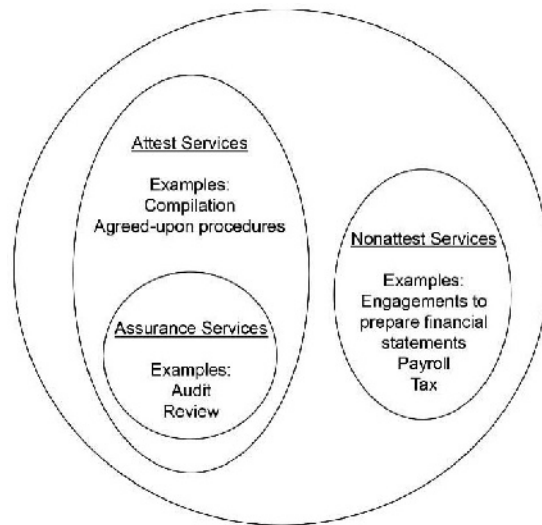 Attest Services
Examples:
Compilation
Agreed-upon procedures
Assurance Services
Examples:
Audit
Review
Nonattest Services
Examples:
Engagements to
prepare financial
statements
Payroll
Tax